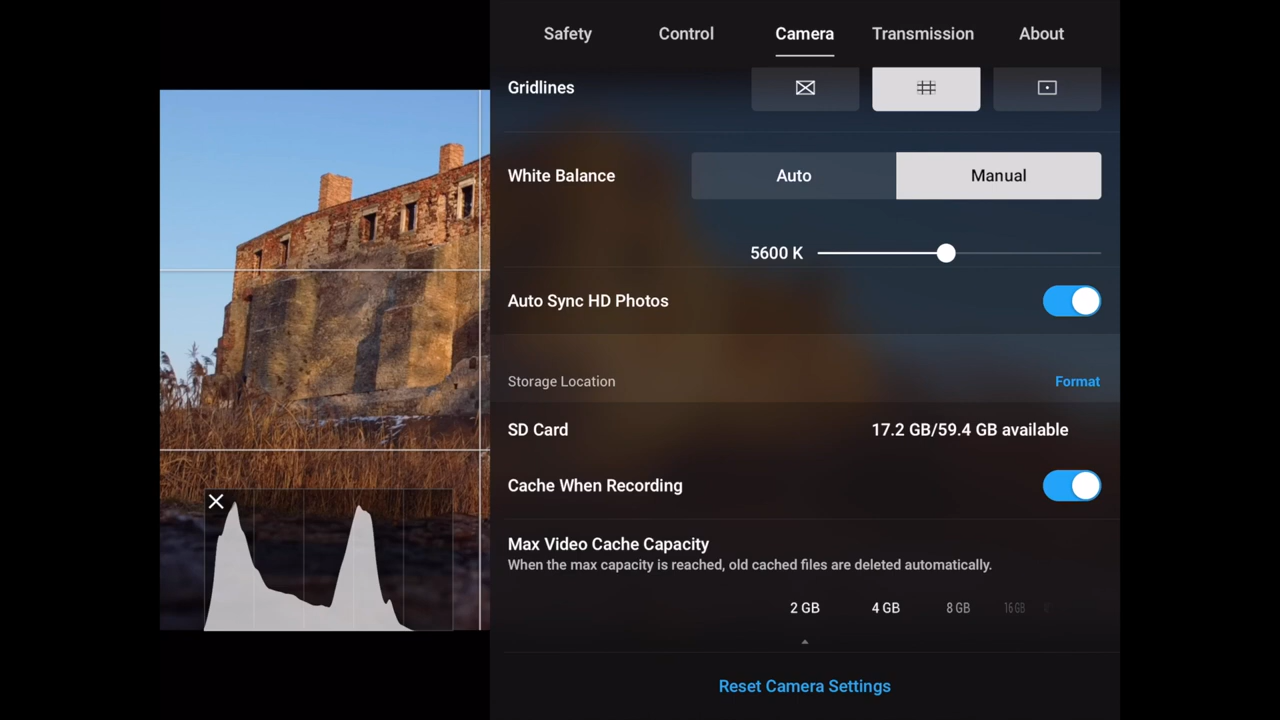 Safety Control Camera Transmission About
Gridlines
White Balance Auto Manual
5600 K
Auto Sync HD Photos
Storage Location Format
SD Card 17.2 GB/59.4 GB available
Cache When Recording
Max Video Cache Capacity
When the max capacity is reached, old cached files are deleted automatically.
2 GB 4 GB 8 GB 16 GB
Reset Camera Settings